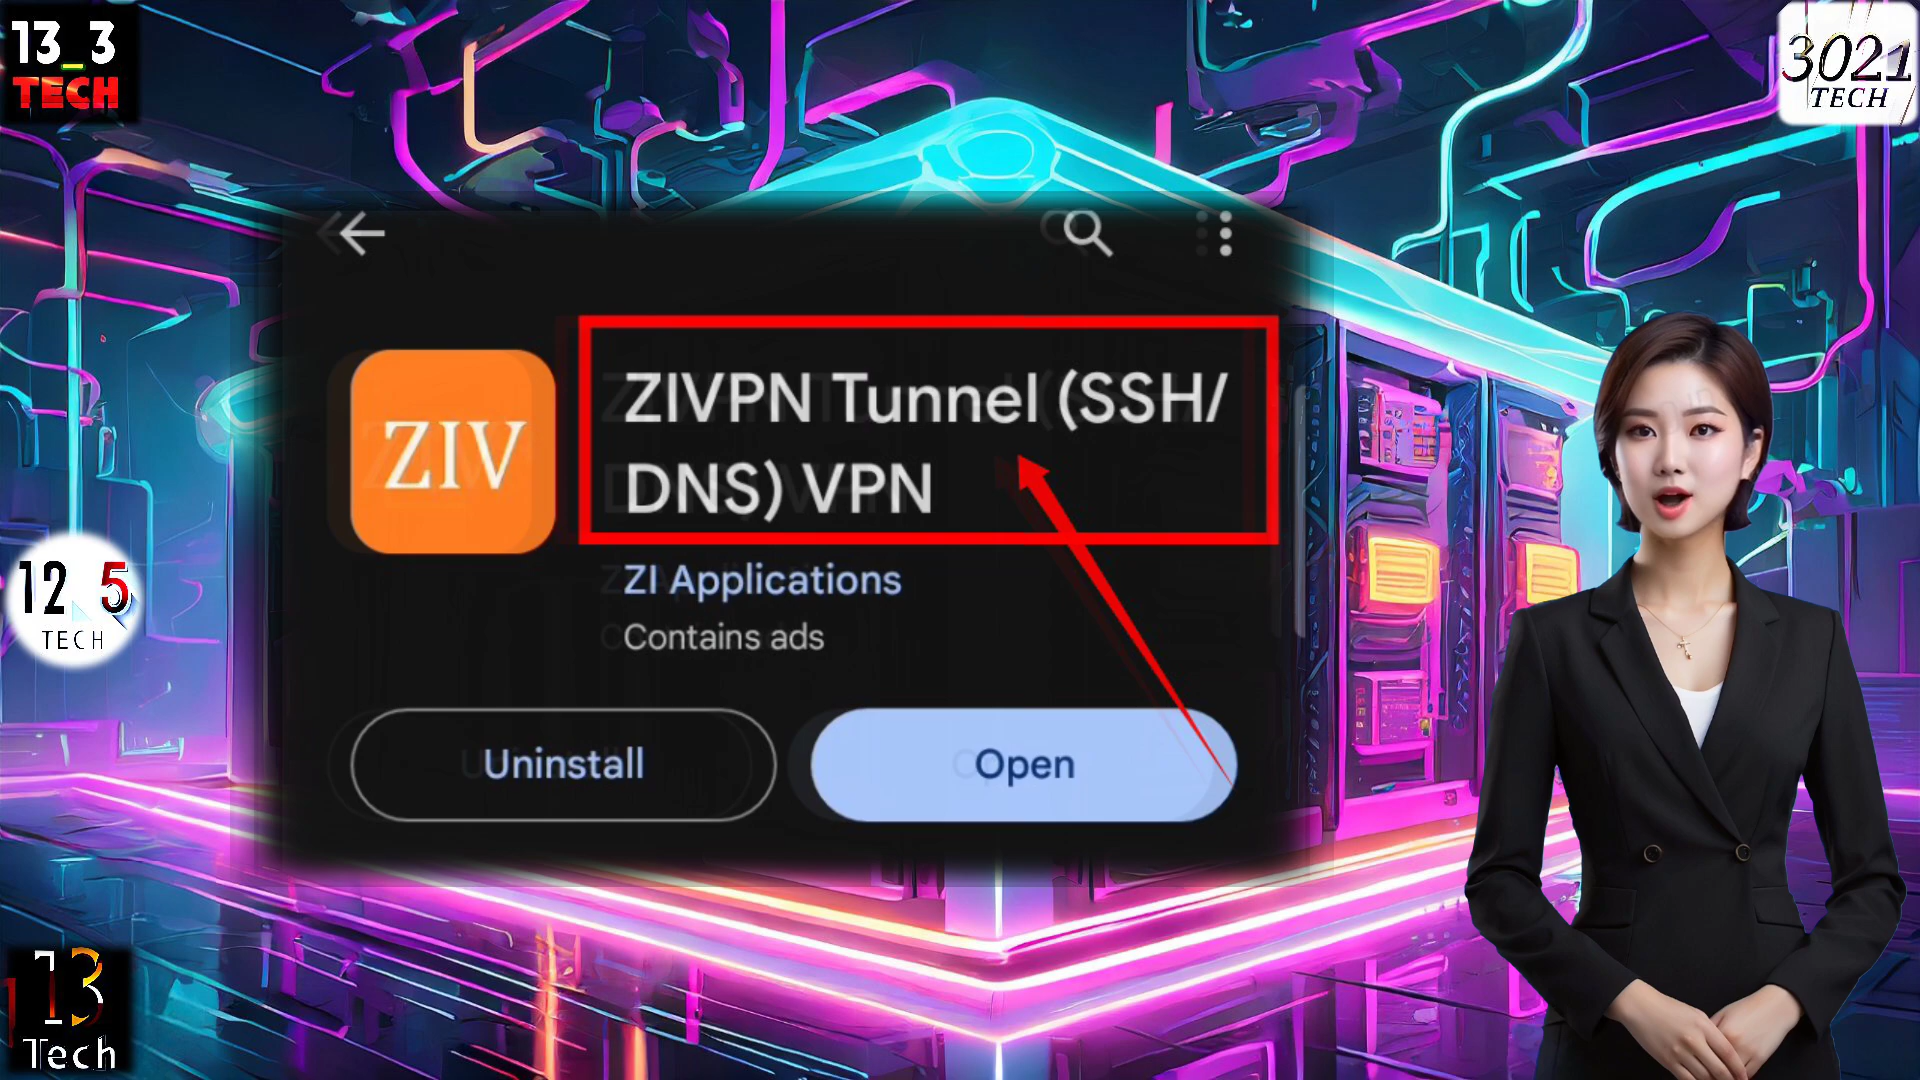 13_3
TECH
3021
TECH
ZIV
ZIVPN Tunnel (SSH/
DNS) VPN
ZI Applications
Contains ads
Uninstall
Open
12 5
TECH
13
Tech